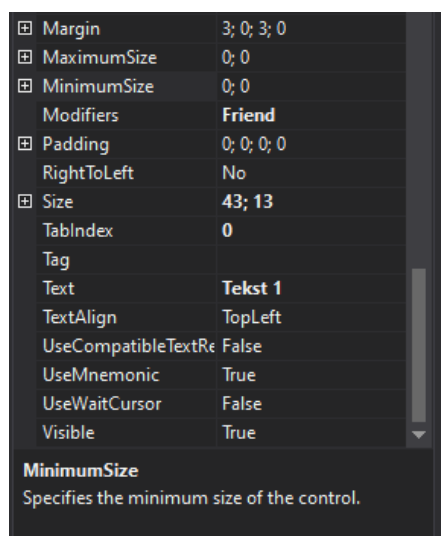 Margin 3; 0; 3; 0
MaximumSize 0; 0
MinimumSize 0; 0
Modifiers Friend
Padding 0; 0; 0; 0
RightToLeft No
Size 43; 13
TabIndex 0
Tag
Text Tekst 1
TextAlign TopLeft
UseCompatibleTextRe False
UseMnemonic True
UseWaitCursor False
Visible True
MinimumSize
Specifies the minimum size of the control.